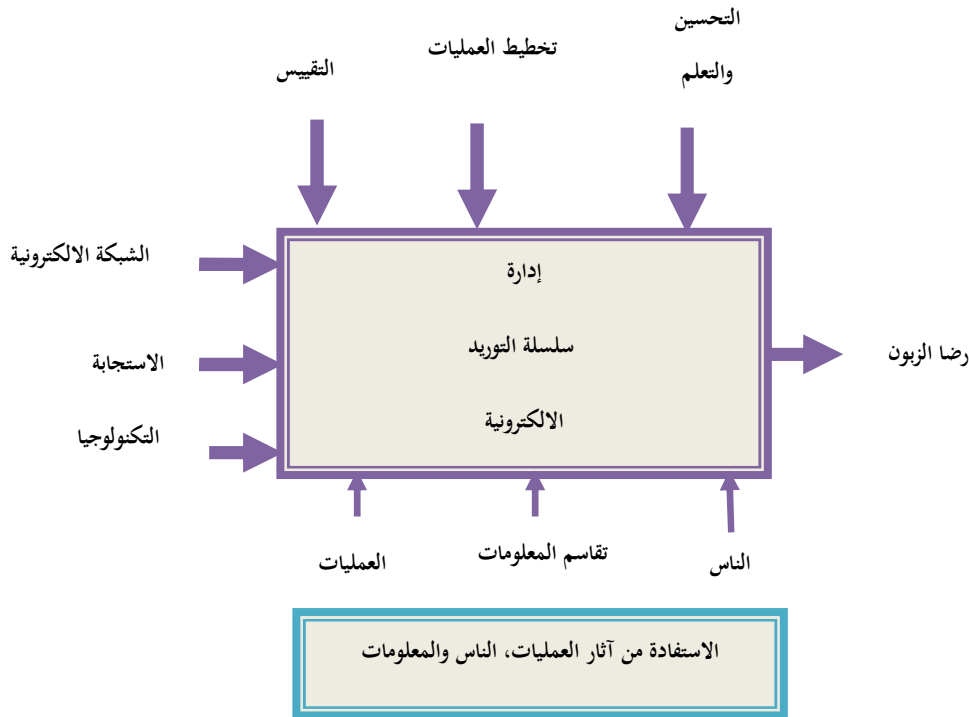 التحسين
والتعلم
تخطيط العمليات
التقييس
الشبكة الالكترونية
الاستجابة
التكنولوجيا
إدارة
سلسلة التوريد
الالكترونية
رضا الزبون
الناس
تقاسم المعلومات
العمليات
الاستفادة من آثار العمليات، الناس والمعلومات